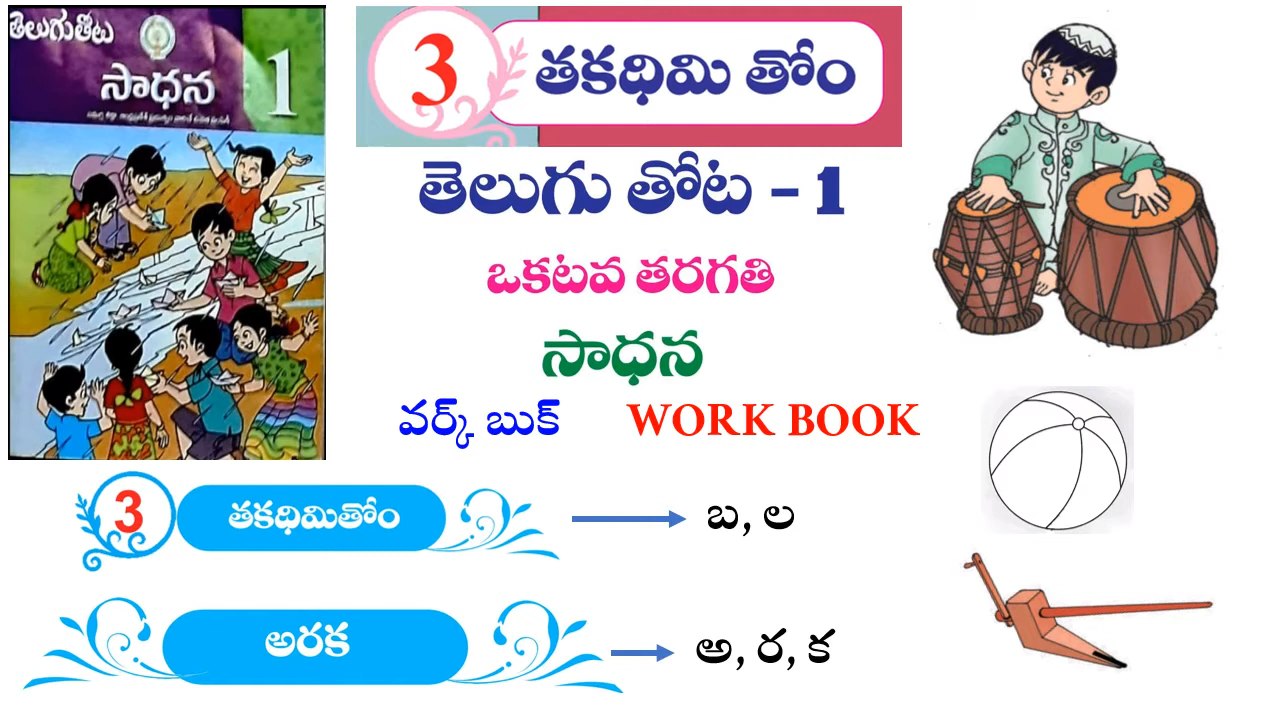 తెలుగుతోట
సాధన 1
3 తకధిమి తోం
తెలుగు తోట – 1
ఒకటవ తరగతి
సాధన
వర్క్ బుక్ WORK BOOK
3 తకధిమితోం బ, ల
అరక అ, ర, క